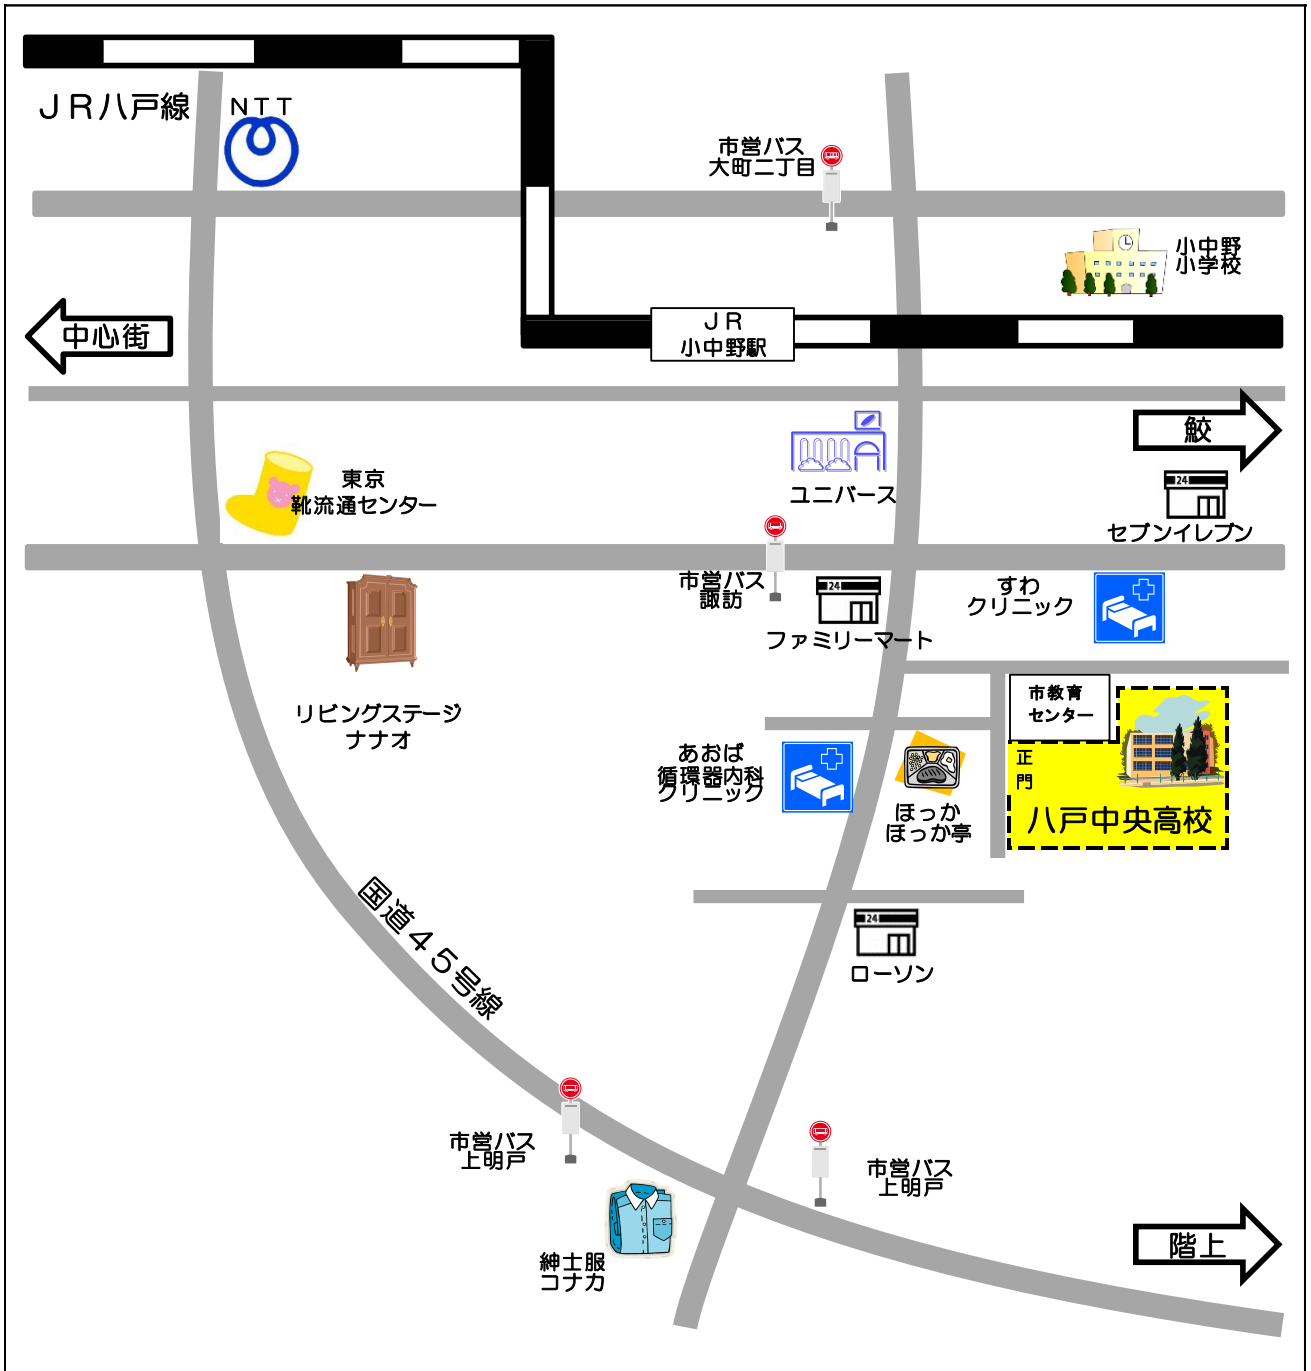 ＪＲ八戸線
ＮＴＴ
市営バス
大町二丁目
小中野
小学校
中心街
ＪＲ
小中野駅
鮫
東京
靴流通センター
ユニバース
24
セブンイレブン
市営バス
諏訪
24
ファミリーマート
すわ
クリニック
リビングステージ
ナナオ
市教育
センター
正
門
八戸中央高校
あおば
循環器内科
クリニック
ほっか
ほっか亭
国道４５号線
24
ローソン
市営バス
上明戸
市営バス
上明戸
紳士服
コナカ
階上